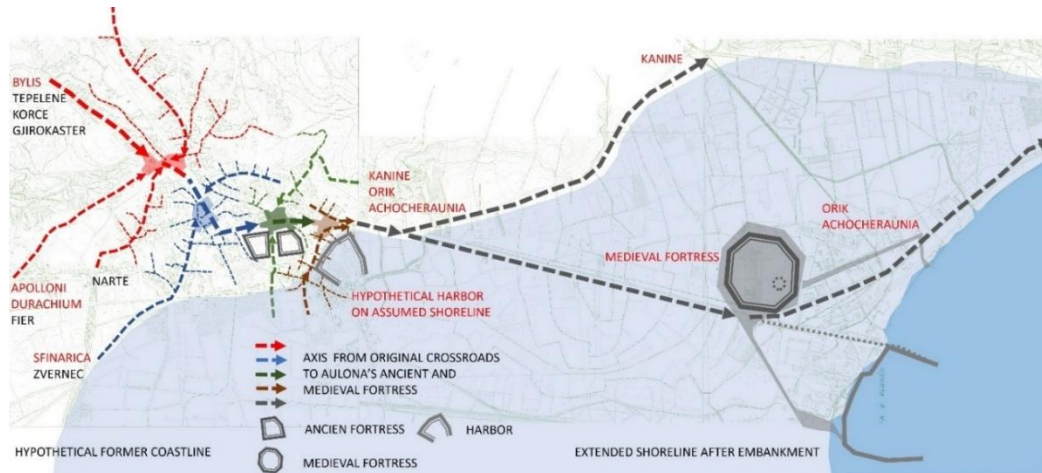 KANINE
BYLIS
TEPELENE
KORCE
GJIROKASTER
KANINE
ORIK
ACHOCHERAUNIA
ORIK
ACHOCHERAUNIA
MEDIEVAL FORTRESS
NARTE
APOLLONI
DURACHIUM
FIER
HYPOTHETICAL HARBOR
ON ASSUMED SHORELINE
SFINARICA
ZVERNEC
AXIS FROM ORIGINAL CROSSROADS
TO AULONA'S ANCIENT AND
MEDIEVAL FORTRESS
ANCIEN FORTRESS
HARBOR
HYPOTHETICAL FORMER COASTLINE
EXTENDED SHORELINE AFTER EMBANKMENT
MEDIEVAL FORTRESS